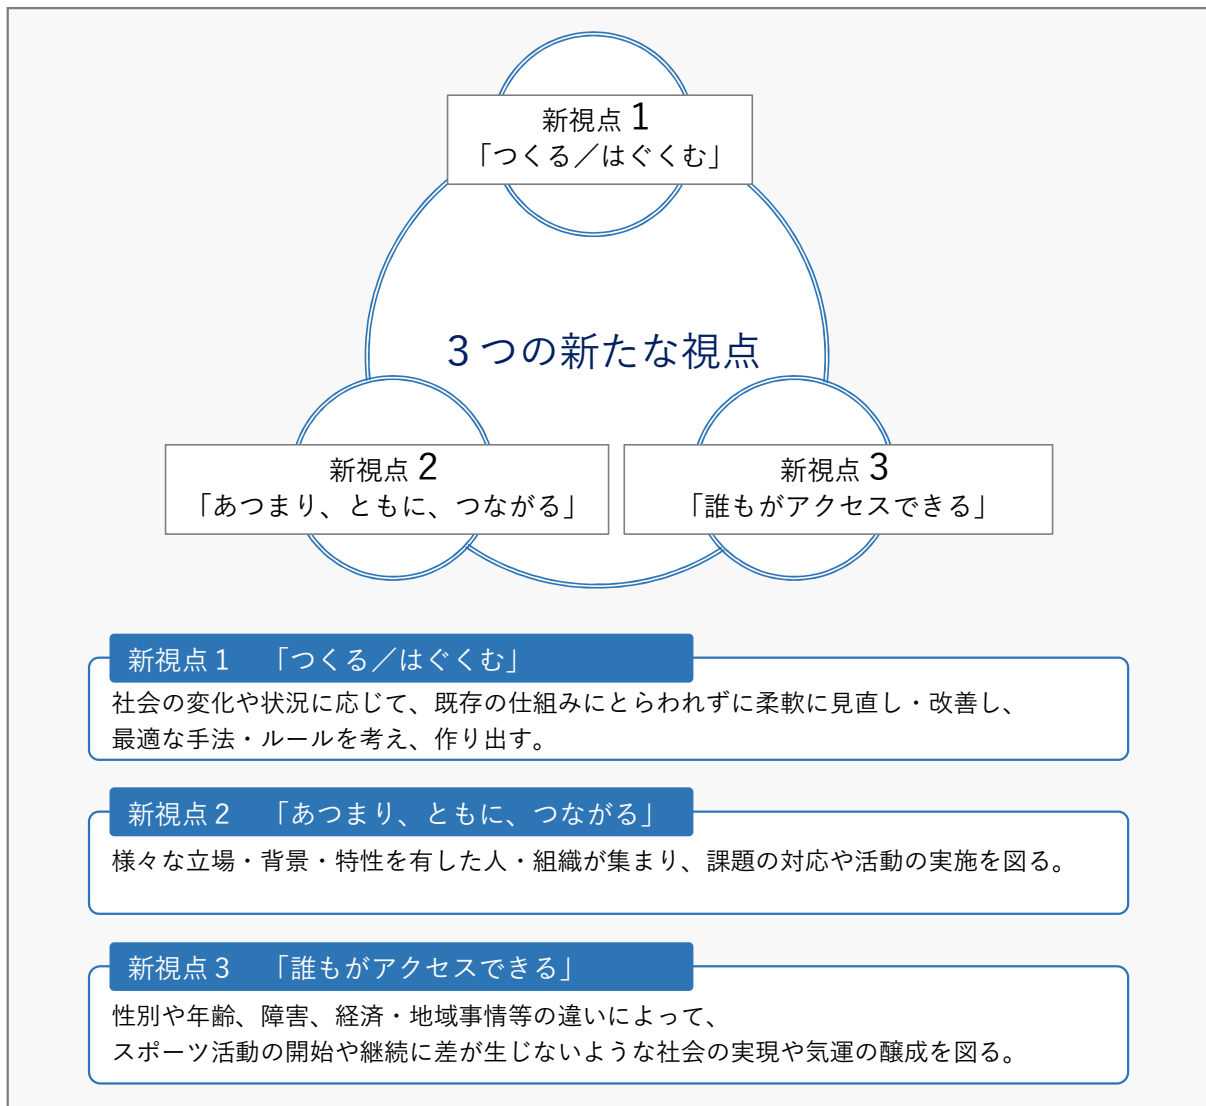 新視点 1
「つくる／はぐくむ」
3つの新たな視点
新視点 2
「あつまり、ともに、つながる」
新視点 3
「誰もがアクセスできる」
新視点1　「つくる／はぐくむ」
社会の変化や状況に応じて、既存の仕組みにとらわれずに柔軟に見直し・改善し、
最適な手法・ルールを考え、作り出す。
新視点2　「あつまり、ともに、つながる」
様々な立場・背景・特性を有した人・組織が集まり、課題の対応や活動の実施を図る。
新視点3　「誰もがアクセスできる」
性別や年齢、障害、経済・地域事情等の違いによって、
スポーツ活動の開始や継続に差が生じないような社会の実現や気運の醸成を図る。